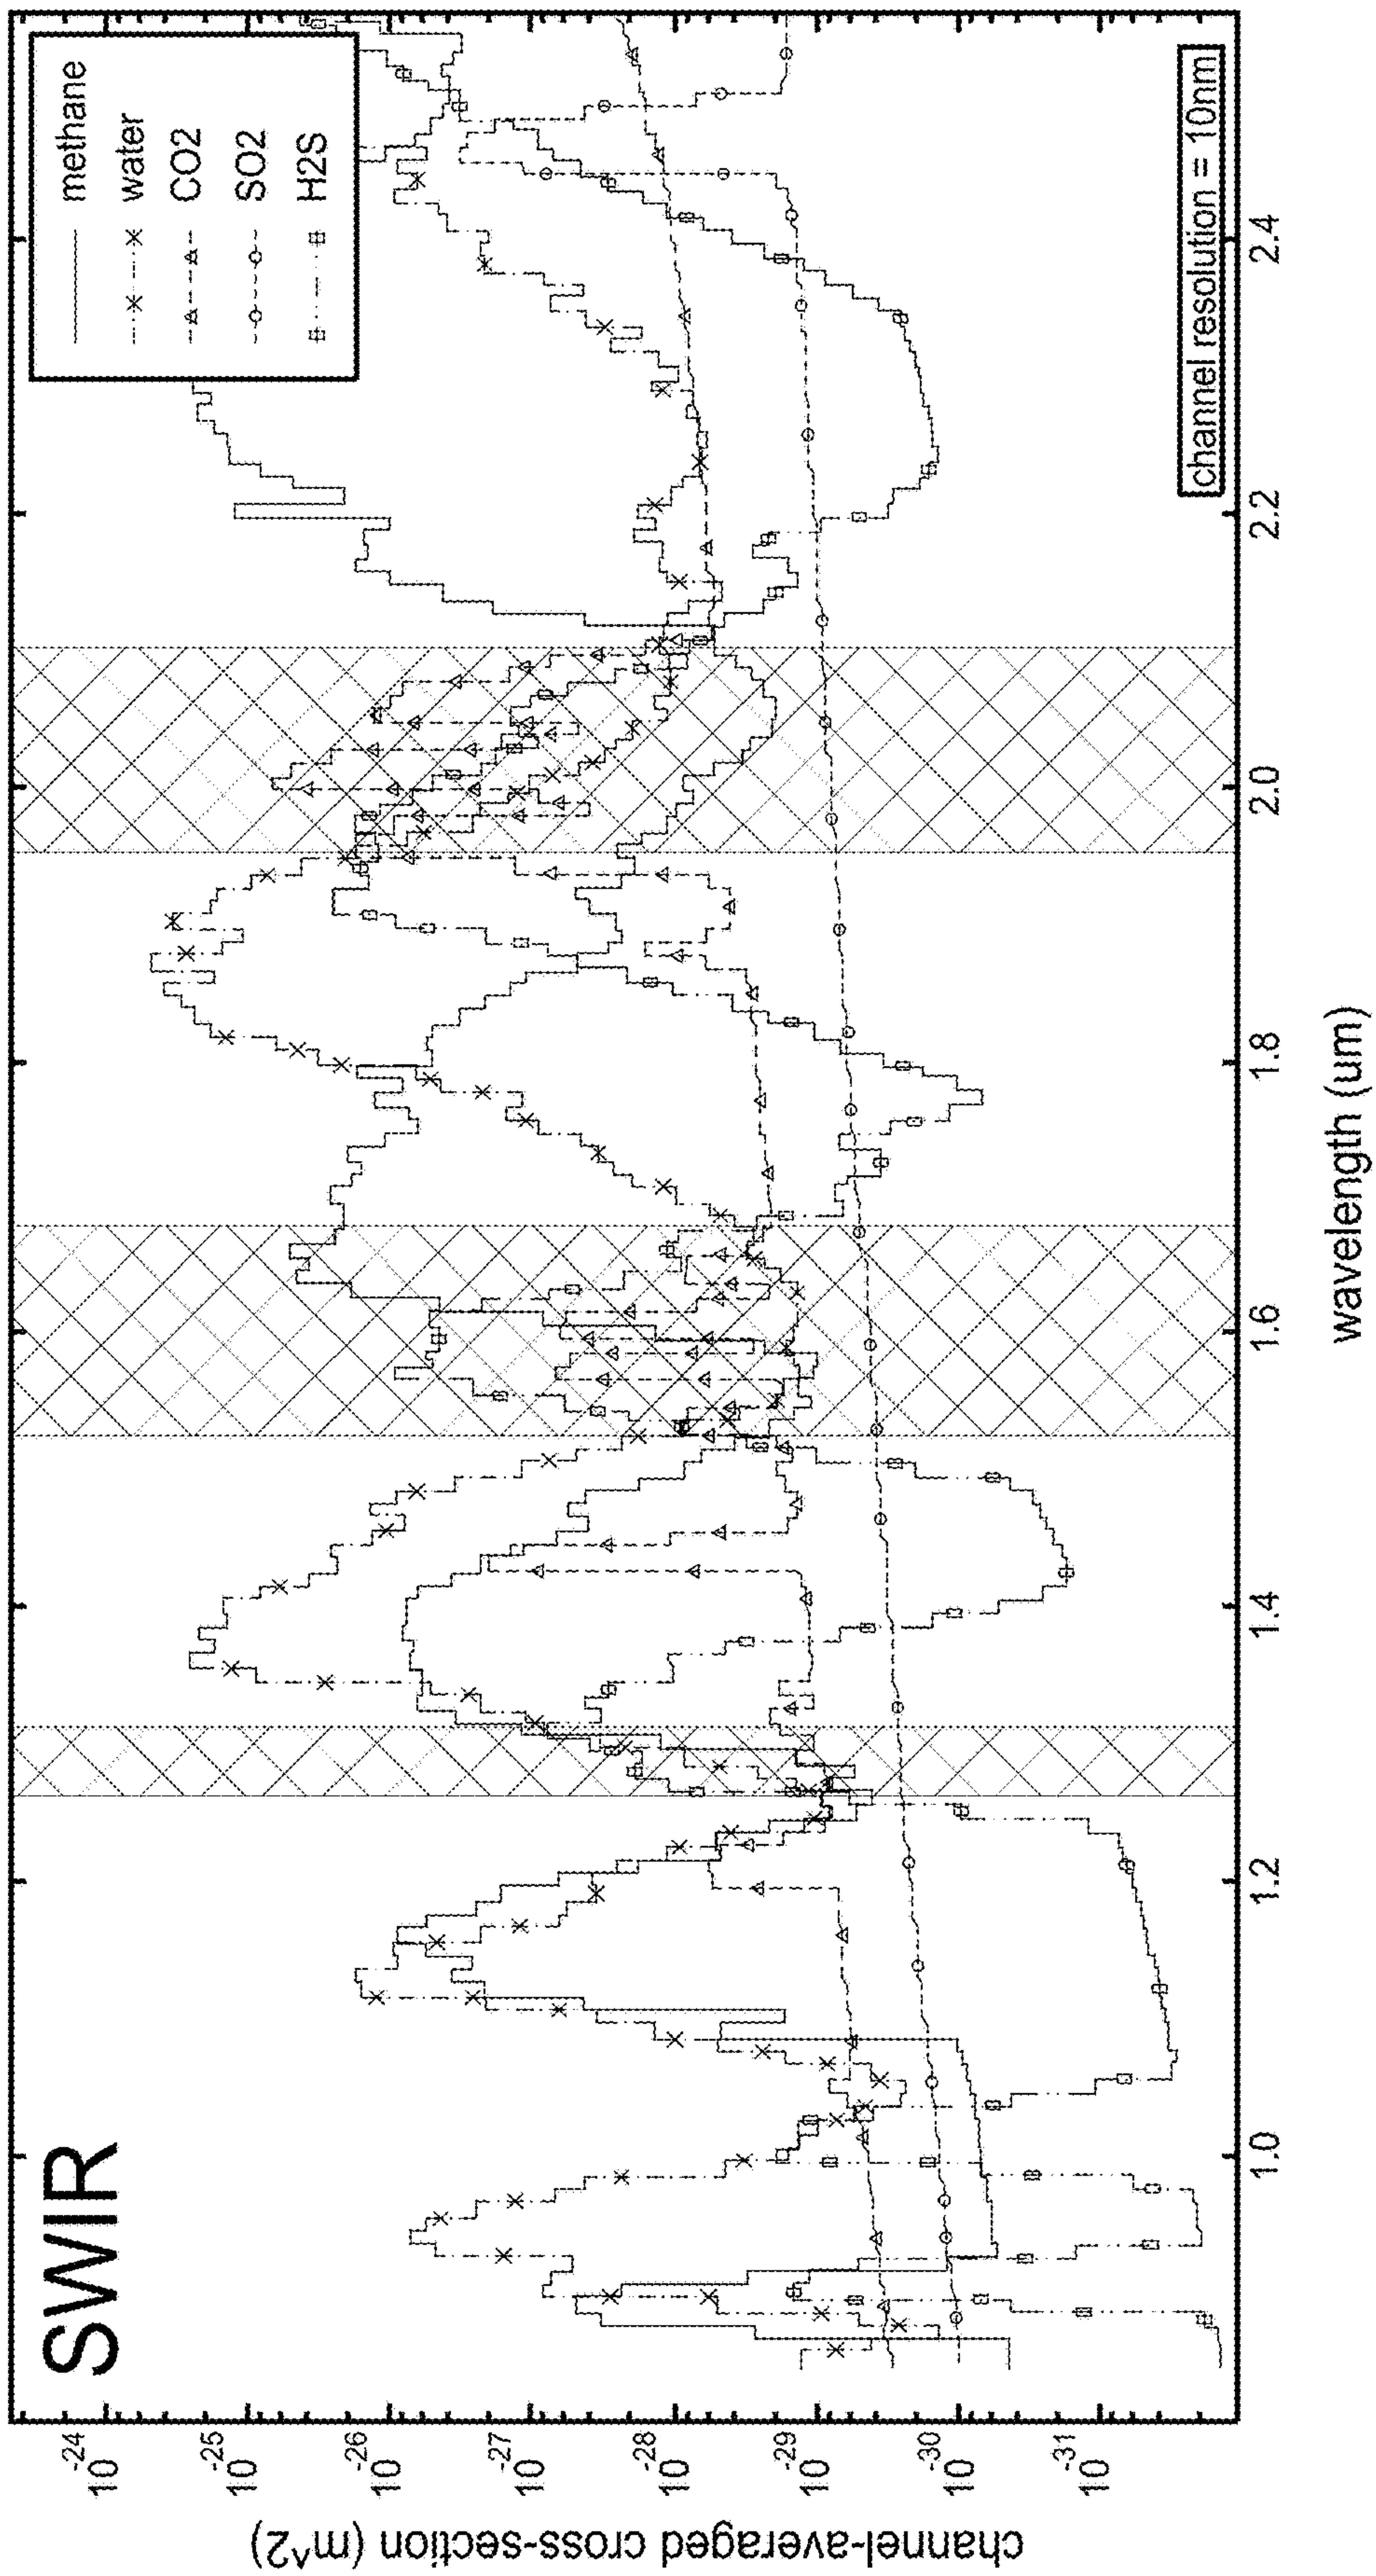 SWIR
methane
water
CO2
SO2
H2S
channel resolution = 10nm
channel-averaged cross-section (m^2)
10^-24
10^-25
10^-26
10^-27
10^-28
10^-29
10^-30
10^-31
1.0 1.2 1.4 1.6 1.8 2.0 2.2 2.4
wavelength (um)